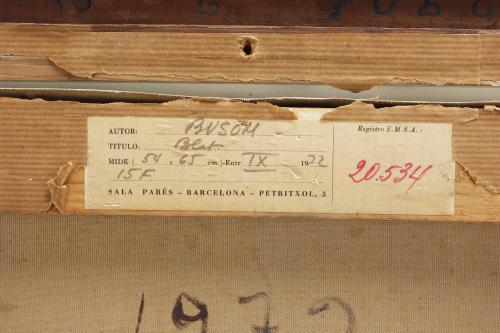 AUTOR: BUSOM
TITULO: Blat
MIDE ( 54 x 65 cm.)-Entr IX 1972
15F
SALA PARÉS - BARCELONA - PETRITXOL, 5
Registro E.M.S.A.:
20.534
1972